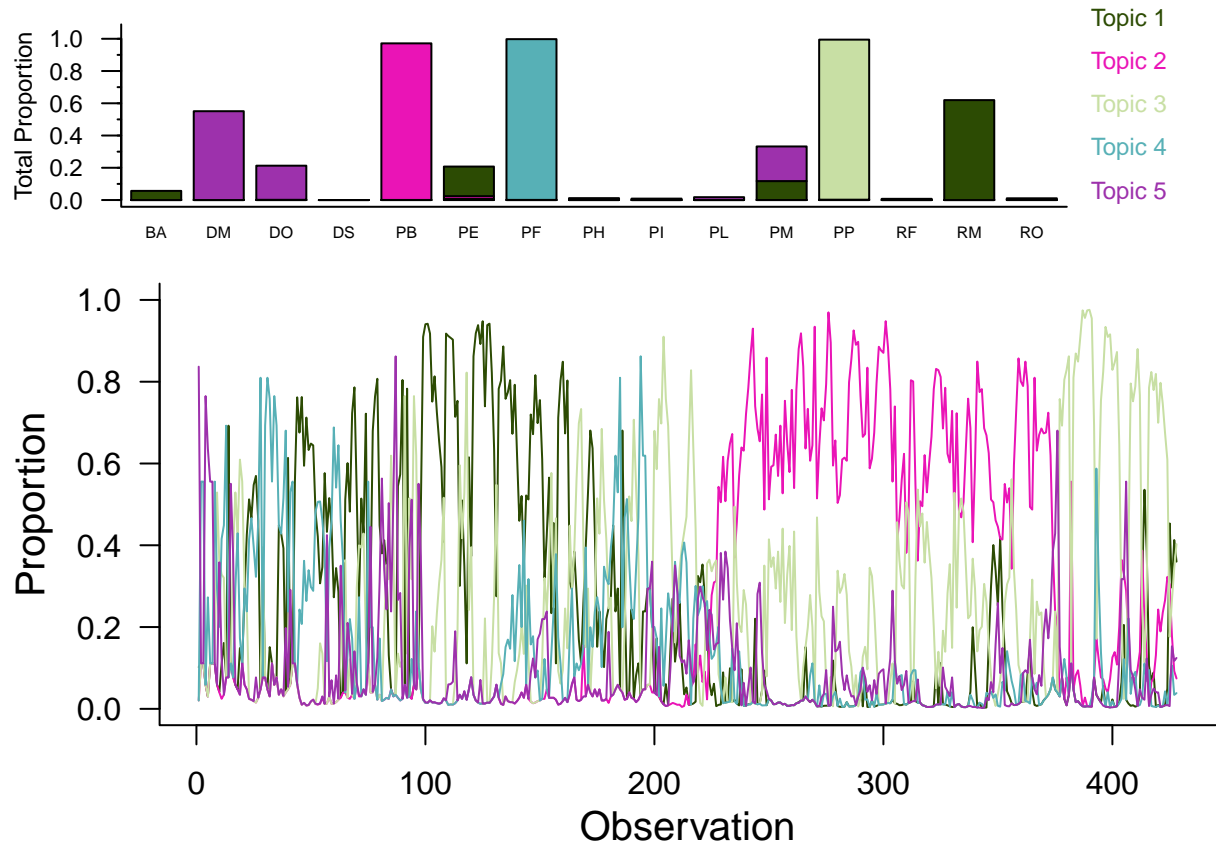 Total Proportion
1.0
0.8
0.6
0.4
0.2
0.0
BA DM DO DS PB PE PF PH PI PL PM PP RF RM RO
Topic 1
Topic 2
Topic 3
Topic 4
Topic 5
Proportion
1.0
0.8
0.6
0.4
0.2
0.0
0 100 200 300 400
Observation